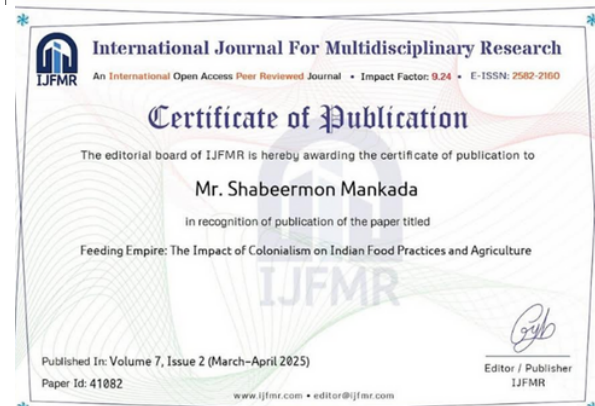 International Journal For Multidisciplinary Research
IJFMR
An International Open Access Peer Reviewed Journal • Impact Factor: 9.24 • E-ISSN: 2582-2160
Certificate of Publication
The editorial board of IJFMR is hereby awarding the certificate of publication to
Mr. Shabeermon Mankada
in recognition of publication of the paper titled
Feeding Empire: The Impact of Colonialism on Indian Food Practices and Agriculture
IJFMR
Published In: Volume 7, Issue 2 (March-April 2025)
Editor / Publisher
Paper Id: 41082
IJFMR
www.ijfmr.com • editor@ijfmr.com